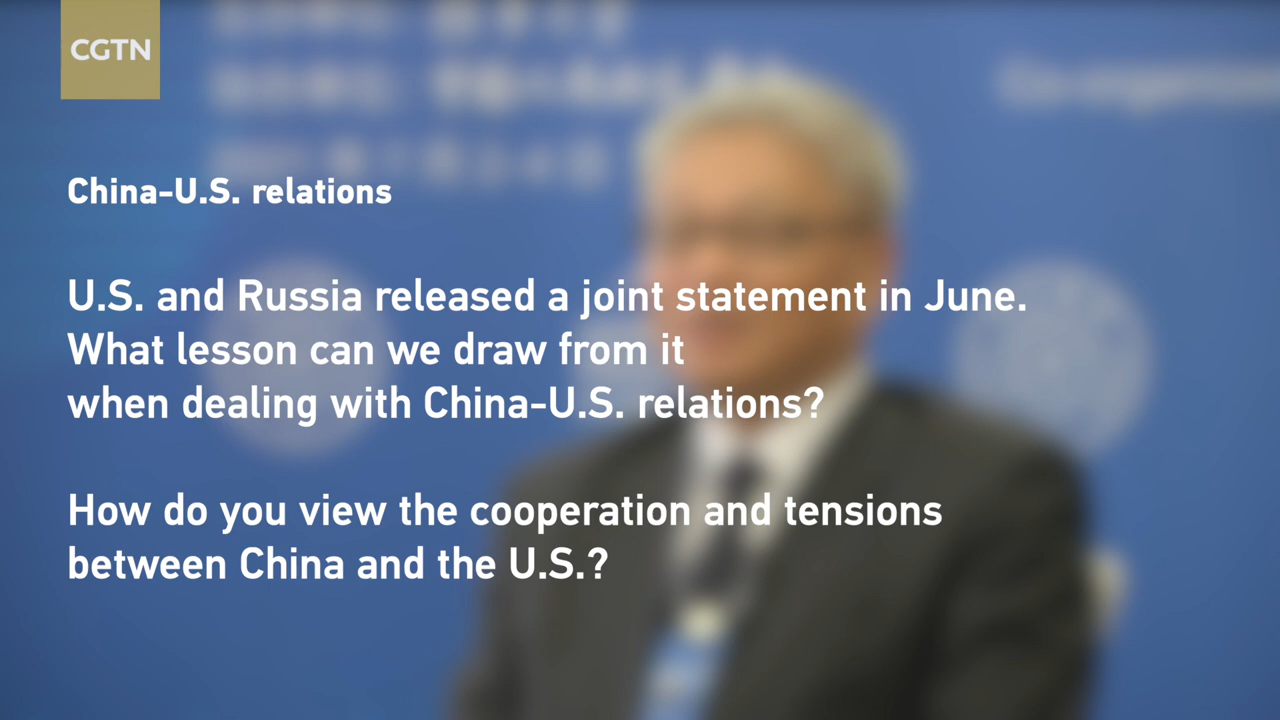 CGTN
China-U.S. relations
U.S. and Russia released a joint statement in June.
What lesson can we draw from it
when dealing with China-U.S. relations?
How do you view the cooperation and tensions
between China and the U.S.?